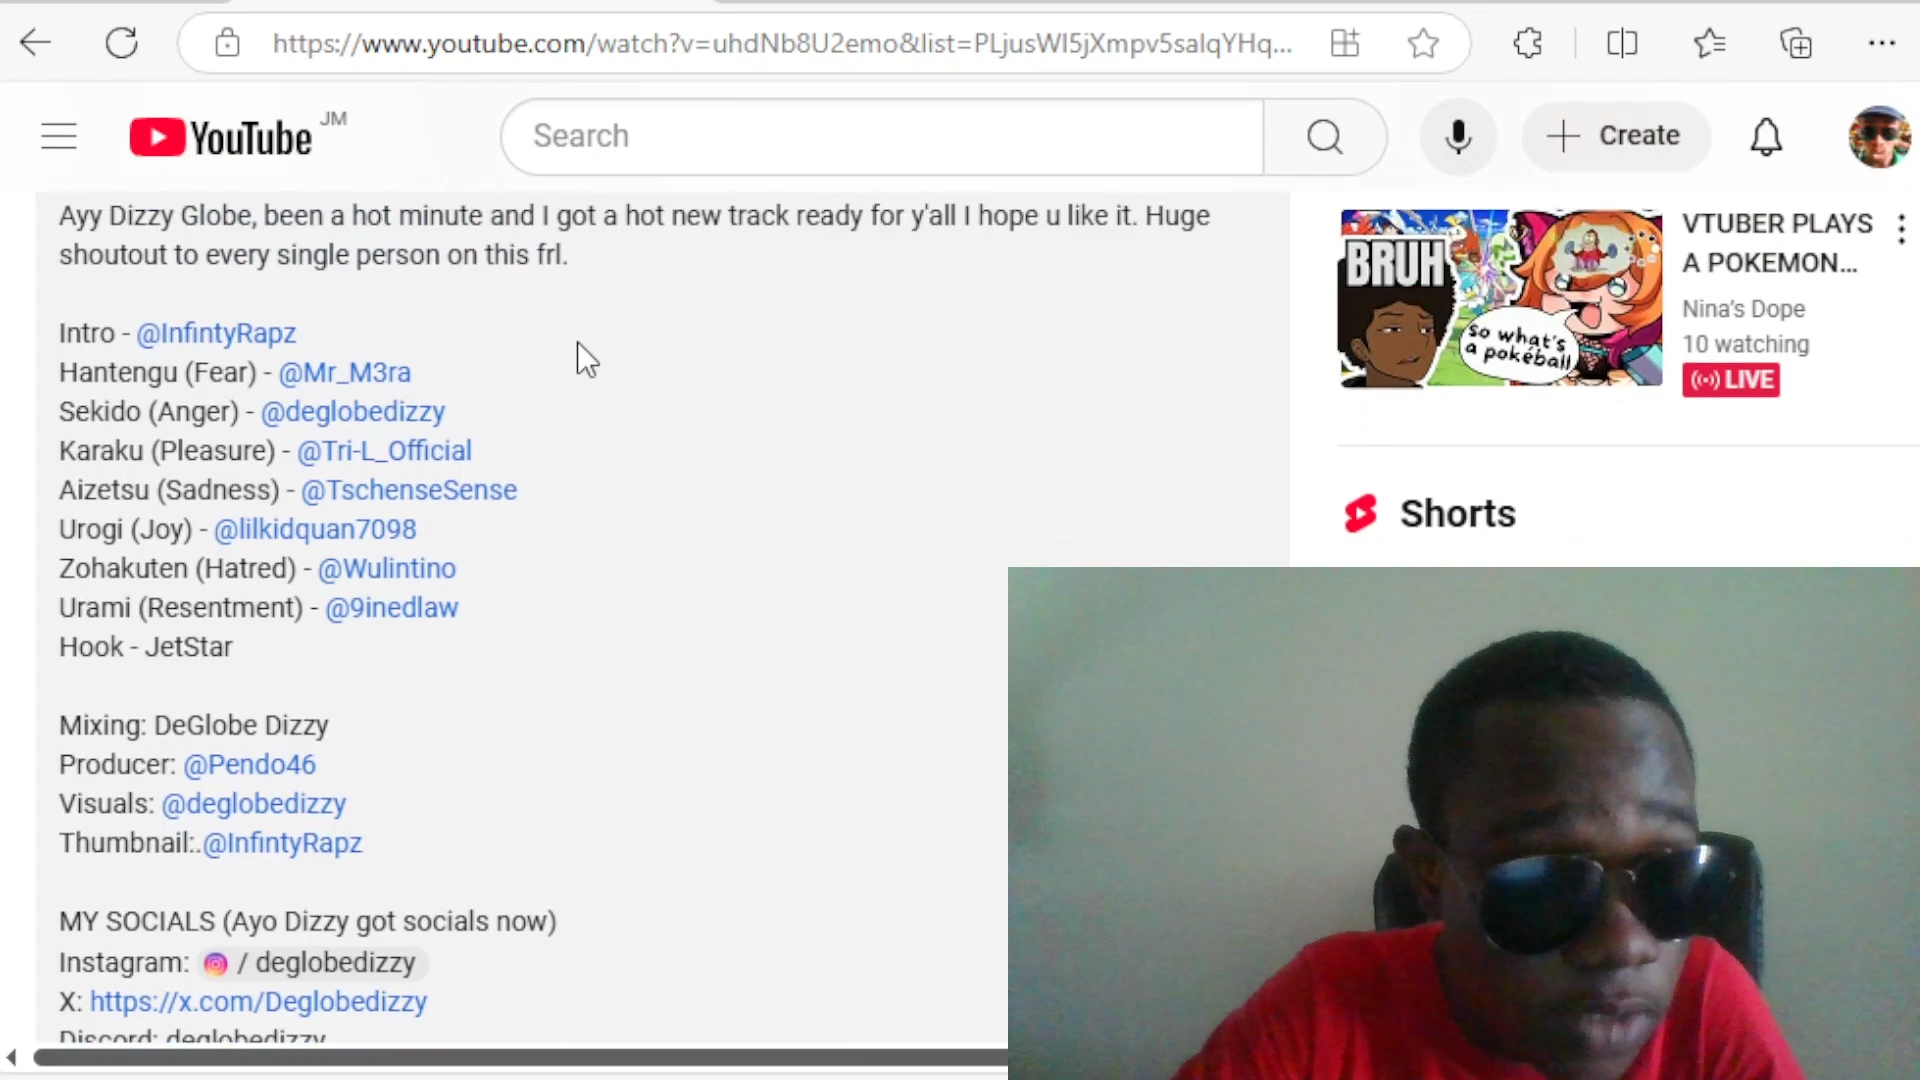 https://www.youtube.com/watch?v=uhdNb8U2emo&list=PLjusWI5jXmpv5salqYHq...
YouTube JM
Search
Create
Ayy Dizzy Globe, been a hot minute and I got a hot new track ready for y'all I hope u like it. Huge
shoutout to every single person on this frl.
Intro - @InfintyRapz
Hantengu (Fear) - @Mr_M3ra
Sekido (Anger) - @deglobedizzy
Karaku (Pleasure) - @Tri-L_Official
Aizetsu (Sadness) - @TschenseSense
Urogi (Joy) - @lilkidquan7098
Zohakuten (Hatred) - @Wulintino
Urami (Resentment) - @9inedlaw
Hook - JetStar
Mixing: DeGlobe Dizzy
Producer: @Pendo46
Visuals: @deglobedizzy
Thumbnail:.@InfintyRapz
MY SOCIALS (Ayo Dizzy got socials now)
Instagram: / deglobedizzy
X: https://x.com/Deglobedizzy
Discord: deglobedizzy
BRUH
so what's
a pokéball
VTUBER PLAYS
A POKEMON...
Nina's Dope
10 watching
LIVE
Shorts